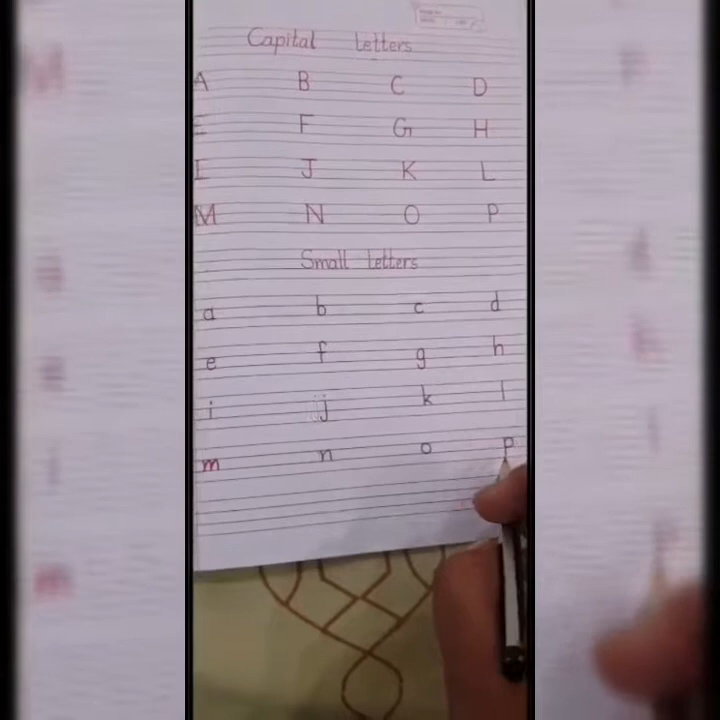 Capital letters
A B C D
E F G H
I J K L
M N O P
Small letters
a b c d
e f g h
i j k l
m n o p